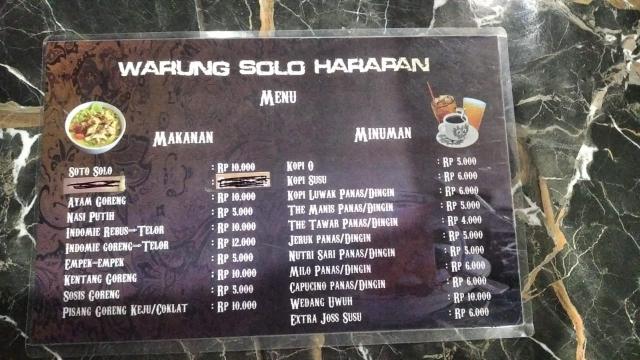 WARUNG SOLO HARAPAN
MENU
MAKANAN
SOTO SOLO : RP 10.000
AYAM GORENG : RP 10.000
NASI PUTIH : RP 5.000
INDOMIE REBUS+TELOR : RP 10.000
INDOMIE GORENG+TELOR : RP 12.000
EMPEK-EMPEK : RP 5.000
KENTANG GORENG : RP 10.000
SOSIS GORENG : RP 5.000
PISANG GORENG KEJU/COKLAT : RP 10.000
MINUMAN
KOPI O : RP 5.000
KOPI SUSU : RP 6.000
KOPI LUWAK PANAS/DINGIN : RP 6.000
THE MANIS PANAS/DINGIN : RP 5.000
THE TAWAR PANAS/DINGIN : RP 4.000
JERUK PANAS/DINGIN : RP 5.000
NUTRI SARI PANAS/DINGIN : RP 5.000
MILO PANAS/DINGIN : RP 6.000
CAPUCINO PANAS/DINGIN : RP 6.000
WEDANG UWUH : RP 10.000
EXTRA JOSS SUSU : RP 6.000